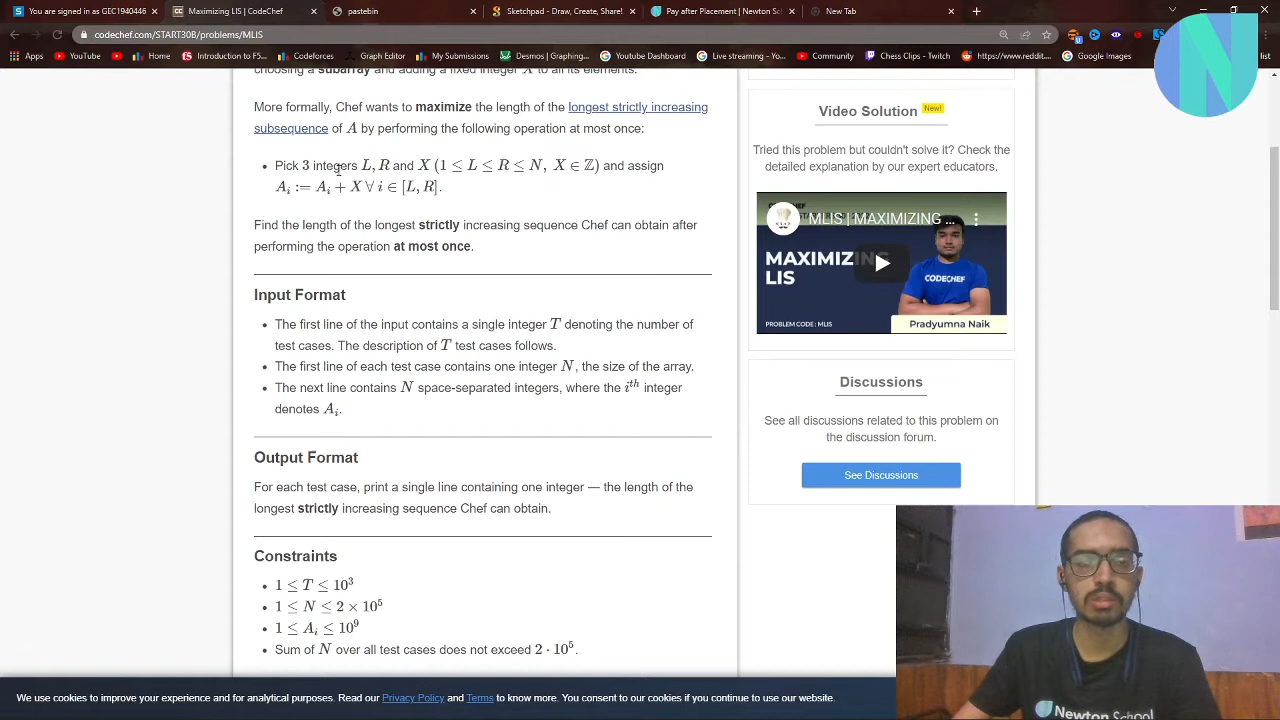 Sign up as GEC1940446
Maximizing LIS | CodeChef
pastebin
Sketchpad - Draw, Create, Share!
Pay after Placement | Newton Sc
New Tab
codechef.com/START30B/problems/MLIS
Apps
YouTube
Home
Introduction to F5...
Codeforces
Graph Editor
My Submissions
Desmos | Graphing...
Youtube Dashboard
Live streaming - Y...
Community
Chess Clips - Twitch
https://www.reddit...
Google Images
choosing a subarray and adding a fixed integer X to all its elements.
More formally, Chef wants to maximize the length of the longest strictly increasing
subsequence of A by performing the following operation at most once:
• Pick 3 integers L, R and X (1 ≤ L ≤ R ≤ N, X ∈ ℤ) and assign
A_i := A_i + X ∀ i ∈ [L, R].
Find the length of the longest strictly increasing sequence Chef can obtain after
performing the operation at most once.
Input Format
• The first line of the input contains a single integer T denoting the number of
test cases. The description of T test cases follows.
• The first line of each test case contains one integer N, the size of the array.
• The next line contains N space-separated integers, where the i^th integer
denotes A_i.
Output Format
For each test case, print a single line containing one integer — the length of the
longest strictly increasing sequence Chef can obtain.
Constraints
• 1 ≤ T ≤ 10^3
• 1 ≤ N ≤ 2 × 10^5
• 1 ≤ A_i ≤ 10^9
• Sum of N over all test cases does not exceed 2 · 10^5.
Video Solution New!
Tried this problem but couldn't solve it? Check the
detailed explanation by our expert educators.
MLIS | MAXIMIZING ...
MAXIMIZING
LIS
CODECHEF
PROBLEM CODE : MLIS
Pradyumna Naik
Discussions
See all discussions related to this problem on
the discussion forum.
See Discussions
We use cookies to improve your experience and for analytical purposes. Read our Privacy Policy and Terms to know more. You consent to our cookies if you continue to use our website.
Newton School